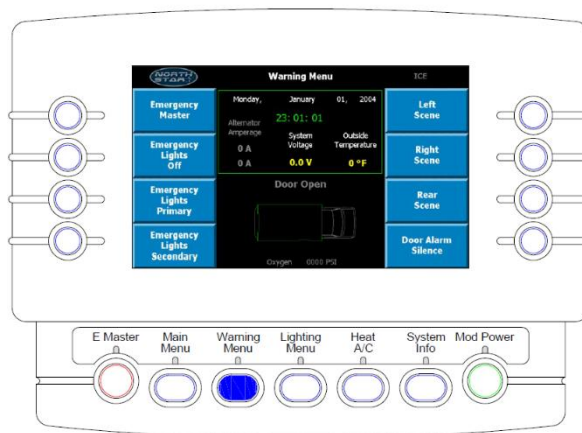 NORTH
STAR
Warning Menu
ICE
Emergency
Master
Emergency
Lights
Off
Emergency
Lights
Primary
Emergency
Lights
Secondary
Monday, January 01, 2004
23: 01: 01
Alternator
Amperage
0 A
0 A
System
Voltage
0.0 V
Outside
Temperature
0 °F
Door Open
Oxygen 0000 PSI
Left
Scene
Right
Scene
Rear
Scene
Door Alarm
Silence
E Master
Main
Menu
Warning
Menu
Lighting
Menu
Heat
A/C
System
Info
Mod Power